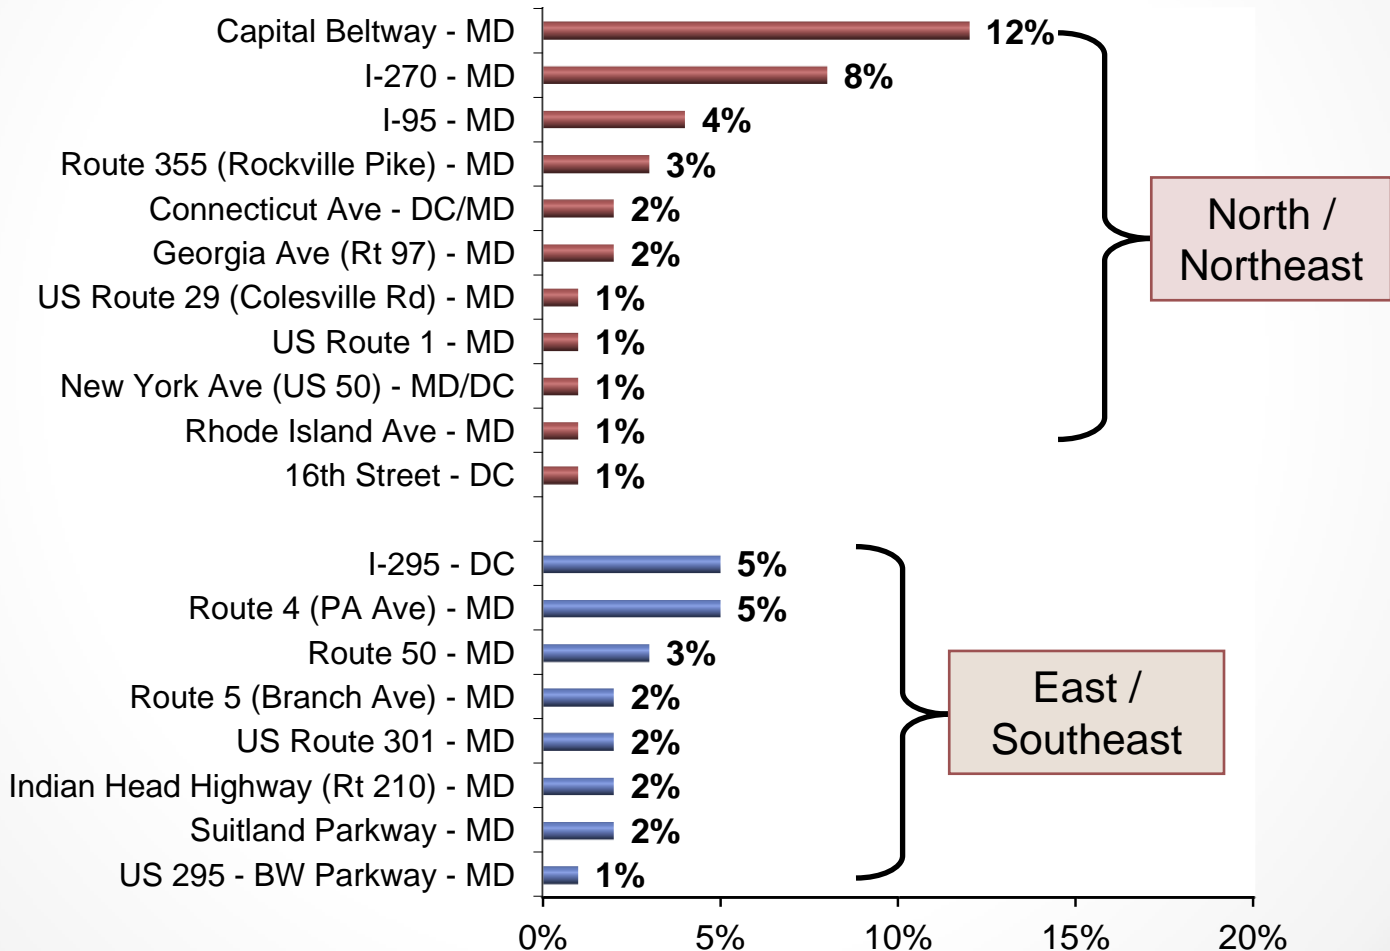 Capital Beltway - MD 12%
I-270 - MD 8%
I-95 - MD 4%
Route 355 (Rockville Pike) - MD 3%
Connecticut Ave - DC/MD 2%
Georgia Ave (Rt 97) - MD 2%
US Route 29 (Colesville Rd) - MD 1%
US Route 1 - MD 1%
New York Ave (US 50) - MD/DC 1%
Rhode Island Ave - MD 1%
16th Street - DC 1%
North /
Northeast
I-295 - DC 5%
Route 4 (PA Ave) - MD 5%
Route 50 - MD 3%
Route 5 (Branch Ave) - MD 2%
US Route 301 - MD 2%
Indian Head Highway (Rt 210) - MD 2%
Suitland Parkway - MD 2%
US 295 - BW Parkway - MD 1%
East /
Southeast
0% 5% 10% 15% 20%